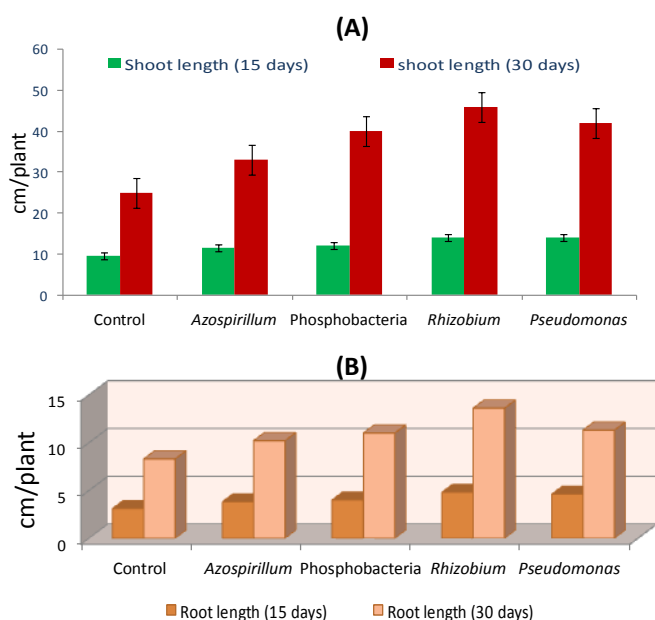 (A)
60
Shoot length (15 days) shoot length (30 days)
50
40
30
20
10
0
cm/plant
Control Azospirillum Phosphobacteria Rhizobium Pseudomonas
(B)
15
10
5
0
cm/plant
Control Azospirillum Phosphobacteria Rhizobium Pseudomonas
Root length (15 days) Root length (30 days)